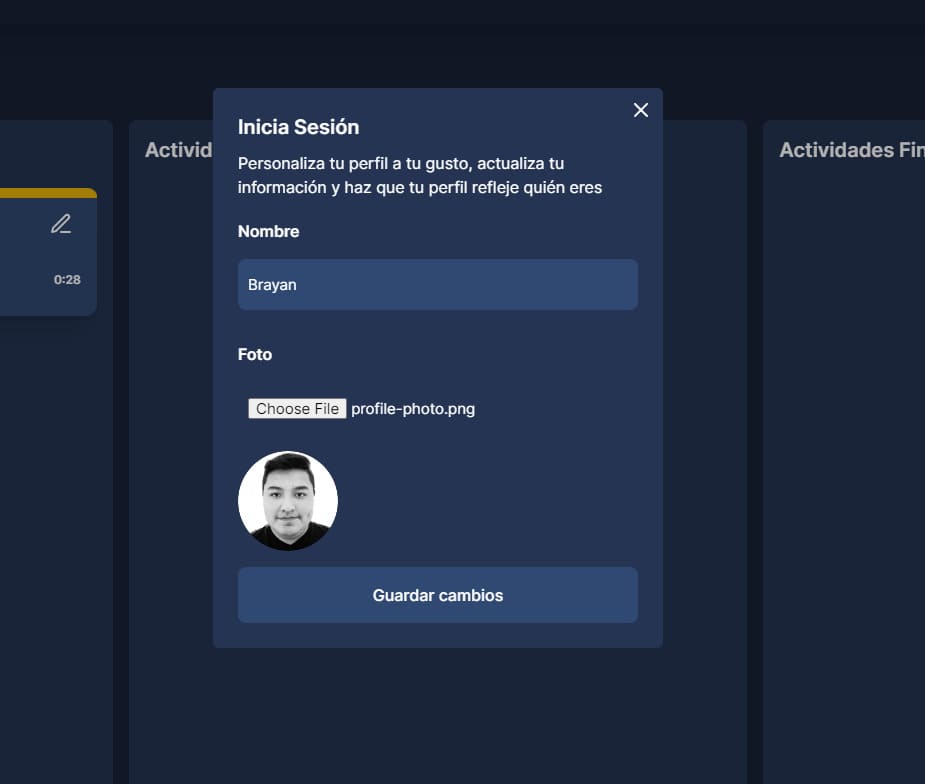 Inicia Sesión
Personaliza tu perfil a tu gusto, actualiza tu
información y haz que tu perfil refleje quién eres
Nombre
Brayan
Foto
Choose File profile-photo.png
Guardar cambios
Activid
Actividades Fin
0:28